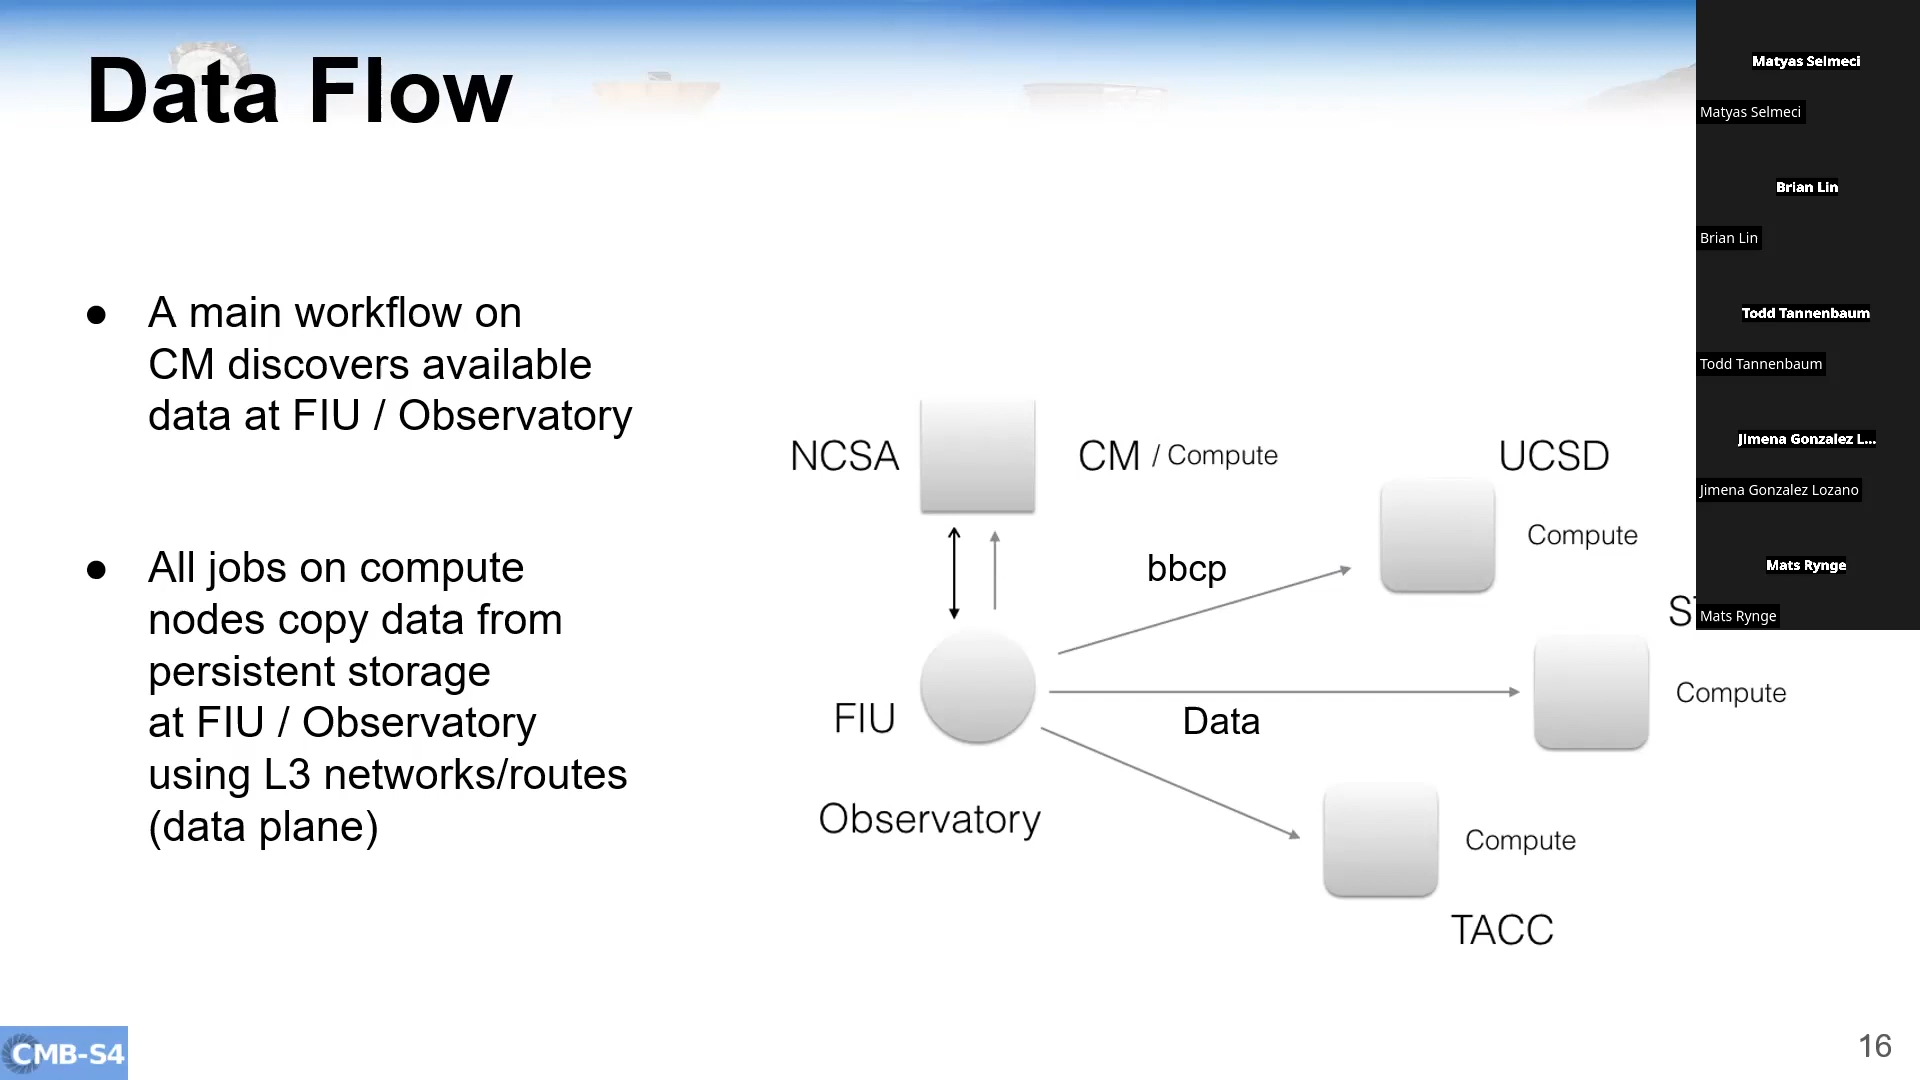 Data Flow
● A main workflow on
CM discovers available
data at FIU / Observatory
● All jobs on compute
nodes copy data from
persistent storage
at FIU / Observatory
using L3 networks/routes
(data plane)
NCSA
CM / Compute
UCSD
Compute
bbcp
Compute
FIU
Data
Observatory
Compute
TACC
CMB-S4
16
Matyas Selmeci
Matyas Selmeci
Brian Lin
Brian Lin
Todd Tannenbaum
Todd Tannenbaum
Jimena Gonzalez L...
Jimena Gonzalez Lozano
Mats Rynge
Mats Rynge